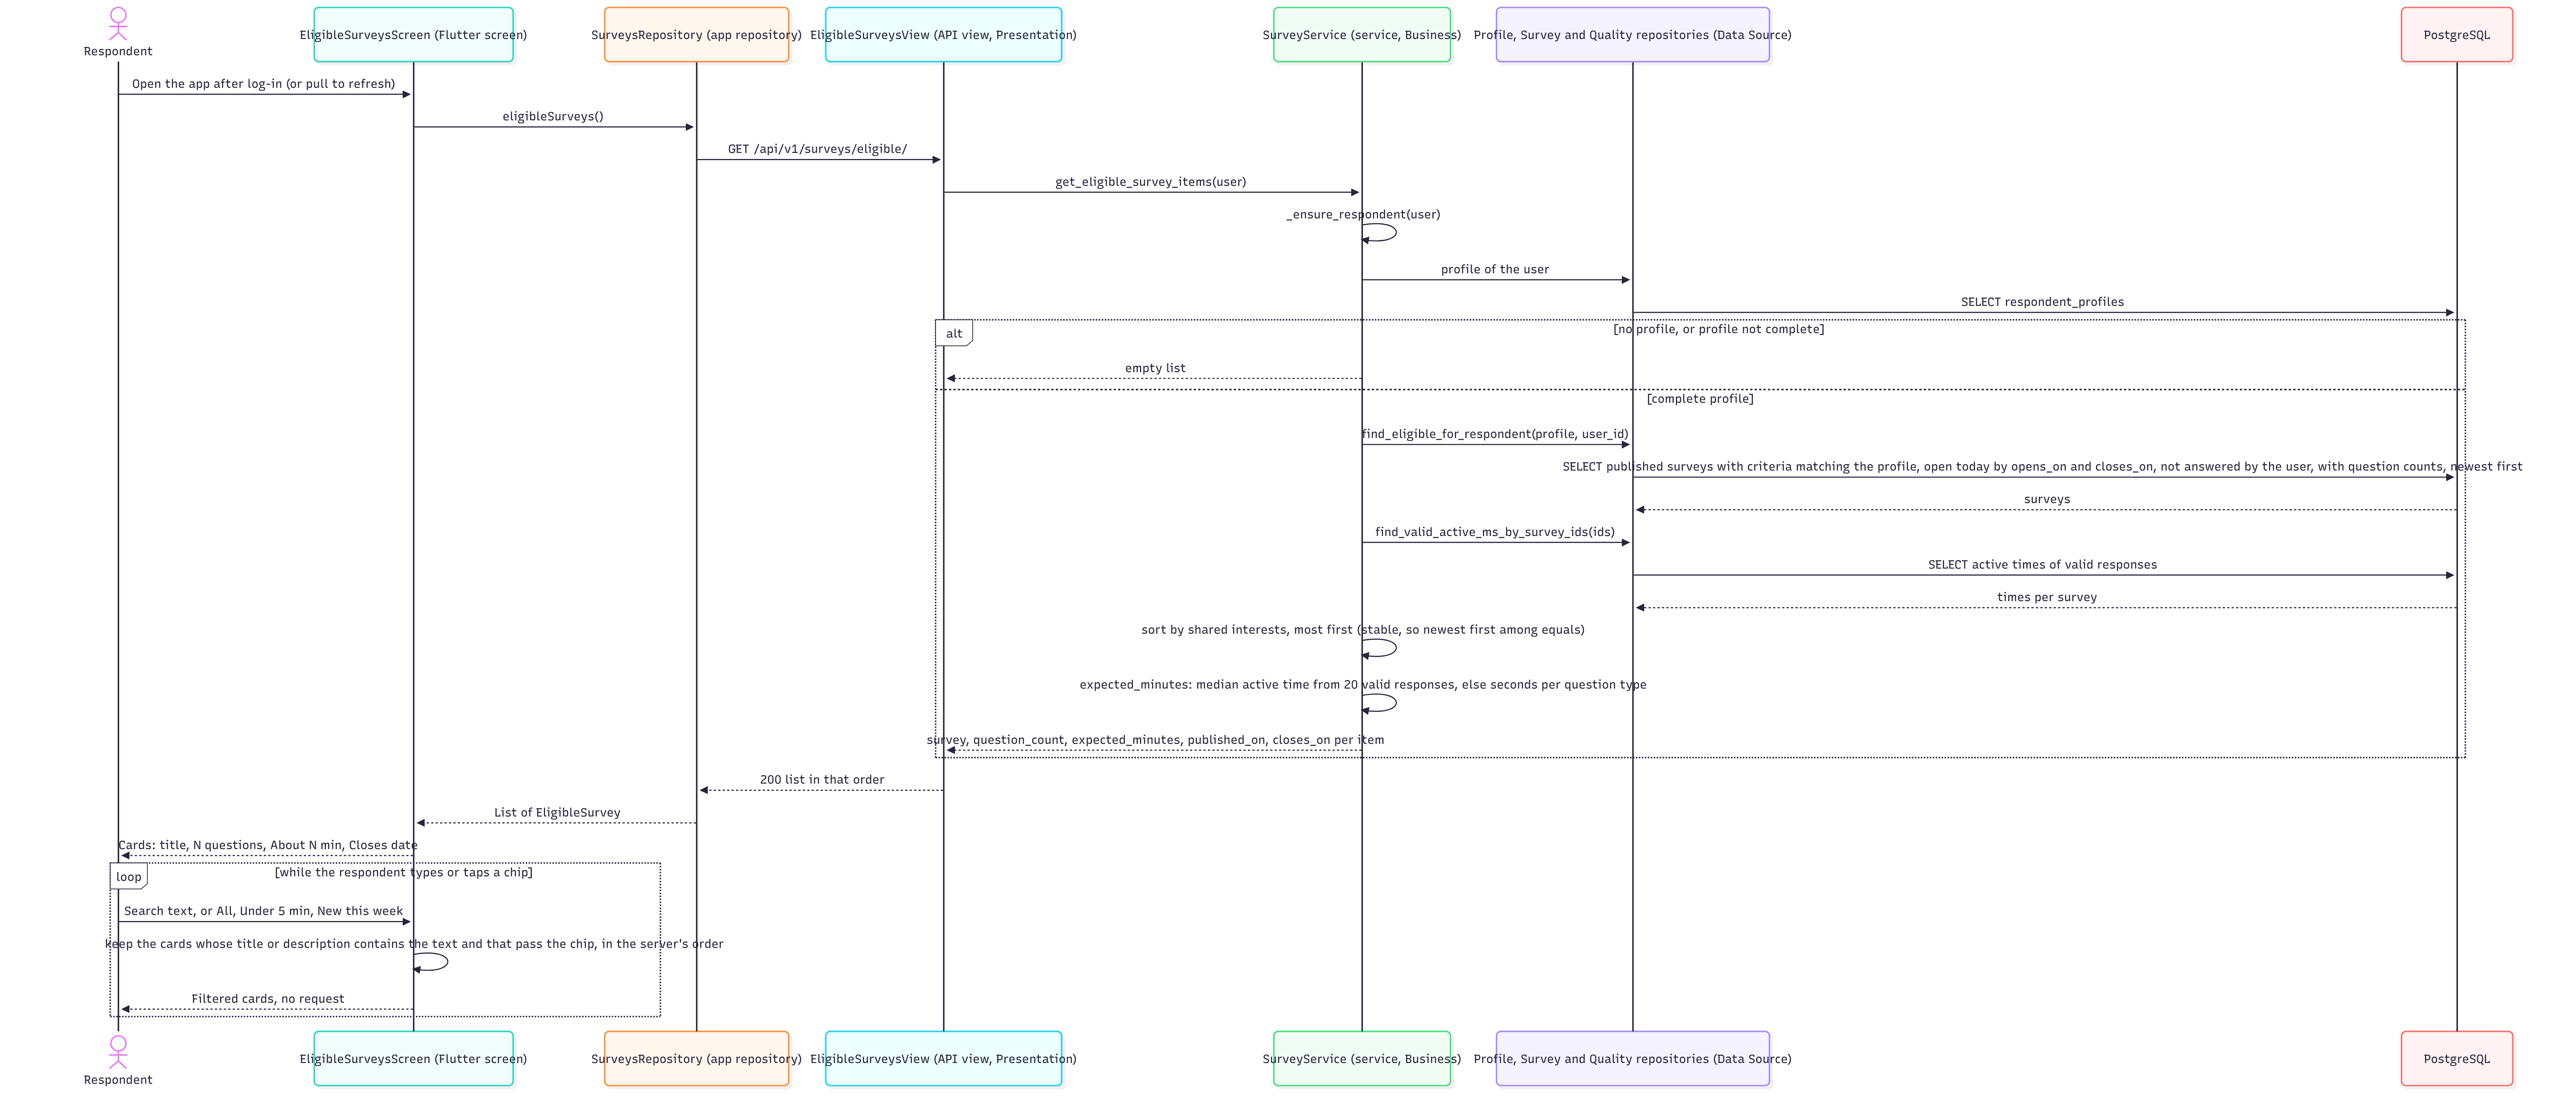 Respondent
EligibleSurveysScreen (Flutter screen)
SurveysRepository (app repository)
EligibleSurveysView (API view, Presentation)
SurveyService (service, Business)
Profile, Survey and Quality repositories (Data Source)
PostgreSQL
Open the app after log-in (or pull to refresh)
eligibleSurveys()
GET /api/v1/surveys/eligible/
get_eligible_survey_items(user)
_ensure_respondent(user)
profile of the user
SELECT respondent_profiles
alt
[no profile, or profile not complete]
empty list
[complete profile]
find_eligible_for_respondent(profile, user_id)
SELECT published surveys with criteria matching the profile, open today by opens_on and closes_on, not answered by the user, with question counts, newest first
surveys
find_valid_active_ms_by_survey_ids(ids)
SELECT active times of valid responses
times per survey
sort by shared interests, most first (stable, so newest first among equals)
expected_minutes: median active time from 20 valid responses, else seconds per question type
survey, question_count, expected_minutes, published_on, closes_on per item
200 list in that order
List of EligibleSurvey
Cards: title, N questions, About N min, Closes date
loop
[while the respondent types or taps a chip]
Search text, or All, Under 5 min, New this week
keep the cards whose title or description contains the text and that pass the chip, in the server's order
Filtered cards, no request
Respondent
EligibleSurveysScreen (Flutter screen)
SurveysRepository (app repository)
EligibleSurveysView (API view, Presentation)
SurveyService (service, Business)
Profile, Survey and Quality repositories (Data Source)
PostgreSQL